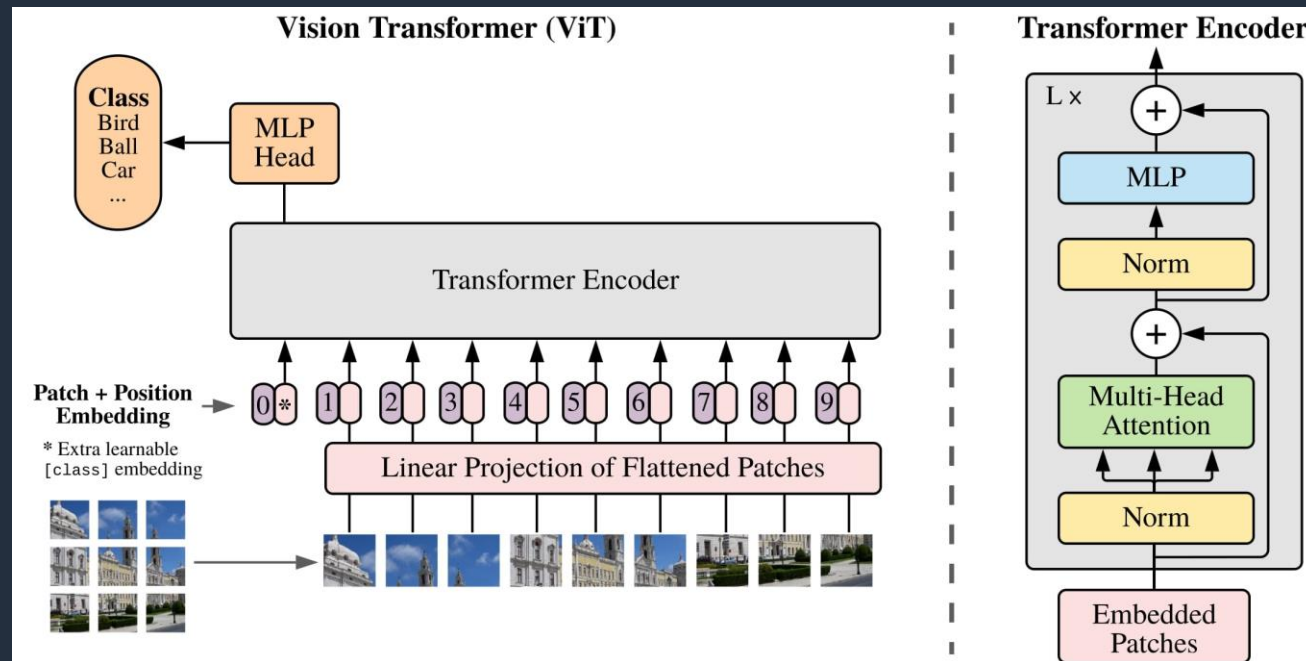 Vision Transformer (ViT)
Class
Bird
Ball
Car
...
MLP
Head
Transformer Encoder
Patch + Position
Embedding
0 * 1 2 3 4 5 6 7 8 9
* Extra learnable
[class] embedding
Linear Projection of Flattened Patches
Transformer Encoder
L ×
+
MLP
Norm
+
Multi-Head
Attention
Norm
Embedded
Patches